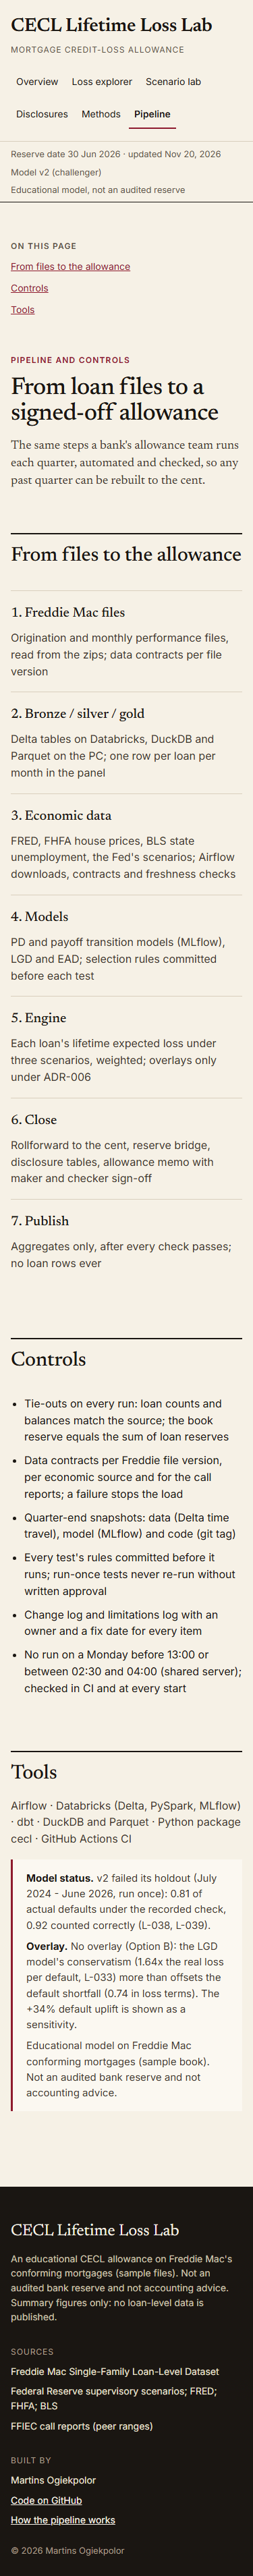 CECL Lifetime Loss Lab
MORTGAGE CREDIT-LOSS ALLOWANCE
Overview Loss explorer Scenario lab
Disclosures Methods Pipeline
Reserve date 30 Jun 2026 · updated Nov 20, 2026
Model v2 (challenger)
Educational model, not an audited reserve
ON THIS PAGE
From files to the allowance
Controls
Tools
PIPELINE AND CONTROLS
From loan files to a
signed-off allowance
The same steps a bank's allowance team runs
each quarter, automated and checked, so any
past quarter can be rebuilt to the cent.
From files to the allowance
1. Freddie Mac files
Origination and monthly performance files,
read from the zips; data contracts per file
version
2. Bronze / silver / gold
Delta tables on Databricks, DuckDB and
Parquet on the PC; one row per loan per
month in the panel
3. Economic data
FRED, FHFA house prices, BLS state
unemployment, the Fed's scenarios; Airflow
downloads, contracts and freshness checks
4. Models
PD and payoff transition models (MLflow),
LGD and EAD; selection rules committed
before each test
5. Engine
Each loan's lifetime expected loss under
three scenarios, weighted; overlays only
under ADR-006
6. Close
Rollforward to the cent, reserve bridge,
disclosure tables, allowance memo with
maker and checker sign-off
7. Publish
Aggregates only, after every check passes;
no loan rows ever
Controls
• Tie-outs on every run: loan counts and
balances match the source; the book
reserve equals the sum of loan reserves
• Data contracts per Freddie file version,
per economic source and for the call
reports; a failure stops the load
• Quarter-end snapshots: data (Delta time
travel), model (MLflow) and code (git tag)
• Every test's rules committed before it
runs; run-once tests never re-run without
written approval
• Change log and limitations log with an
owner and a fix date for every item
• No run on a Monday before 13:00 or
between 02:30 and 04:00 (shared server);
checked in CI and at every start
Tools
Airflow · Databricks (Delta, PySpark, MLflow)
· dbt · DuckDB and Parquet · Python package
cecl · GitHub Actions CI
Model status. v2 failed its holdout (July
2024 - June 2026, run once): 0.81 of
actual defaults under the recorded check,
0.92 counted correctly (L-038, L-039).
Overlay. No overlay (Option B): the LGD
model's conservatism (1.64x the real loss
per default, L-033) more than offsets the
default shortfall (0.74 in loss terms). The
+34% default uplift is shown as a
sensitivity.
Educational model on Freddie Mac
conforming mortgages (sample book).
Not an audited bank reserve and not
accounting advice.
CECL Lifetime Loss Lab
An educational CECL allowance on Freddie Mac's
conforming mortgages (sample files). Not an
audited bank reserve and not accounting advice.
Summary figures only: no loan-level data is
published.
SOURCES
Freddie Mac Single-Family Loan-Level Dataset
Federal Reserve supervisory scenarios; FRED;
FHFA; BLS
FFIEC call reports (peer ranges)
BUILT BY
Martins Ogiekpolor
Code on GitHub
How the pipeline works
© 2026 Martins Ogiekpolor